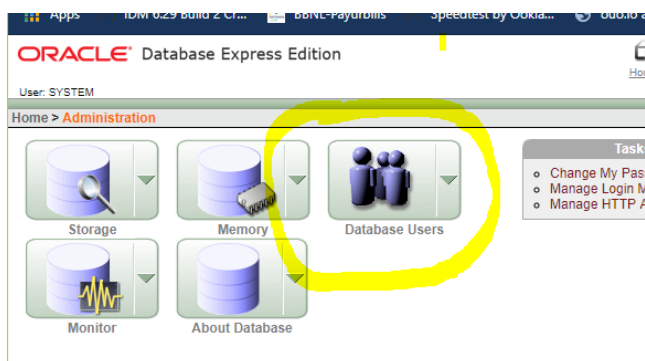 Apps IDM 6.29 Build 2 Cr... BBNL-Payurbills Speedtest by Ookla...
ORACLE Database Express Edition
User: SYSTEM
Home > Administration
Tasks
Change My Pas
Manage Login M
Manage HTTP A
Storage Memory Database Users
Monitor About Database